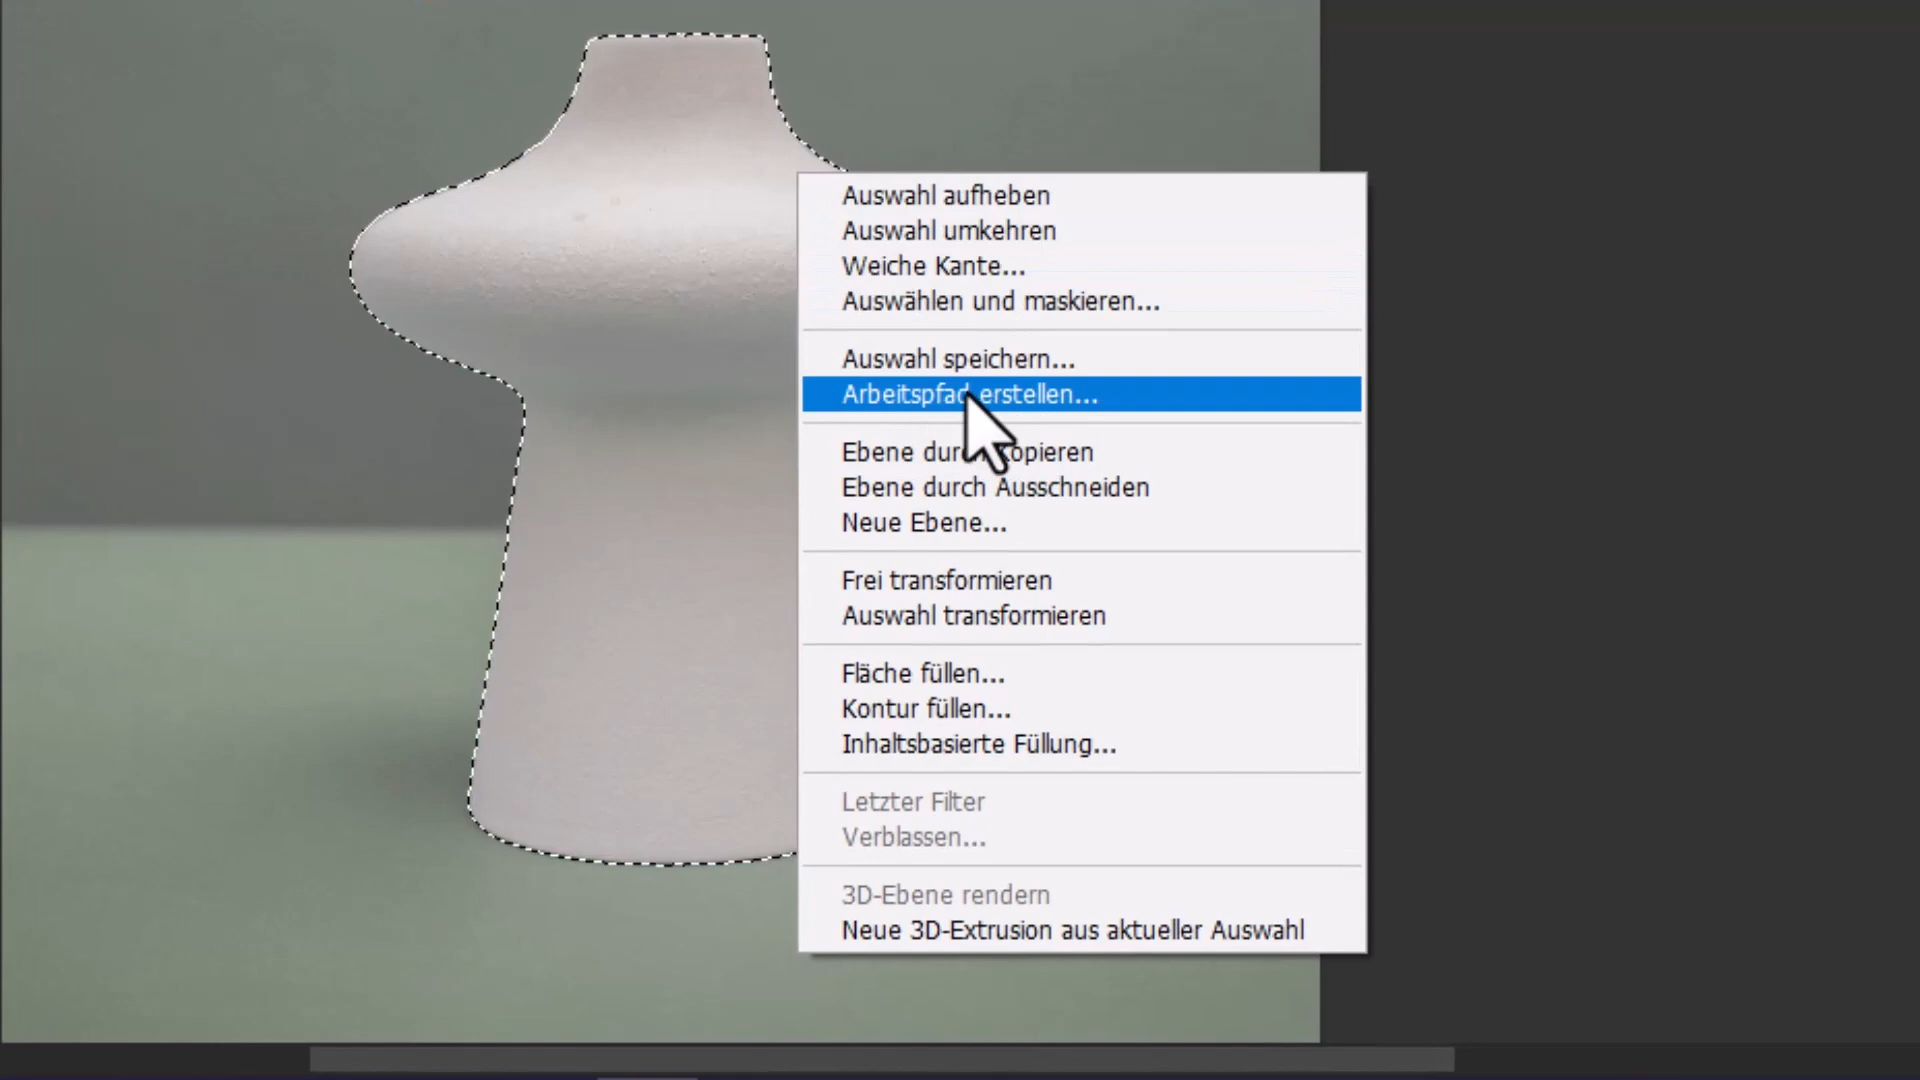 Auswahl aufheben
Auswahl umkehren
Weiche Kante...
Auswählen und maskieren...
Auswahl speichern...
Arbeitspfad erstellen...
Ebene durch Kopieren
Ebene durch Ausschneiden
Neue Ebene...
Frei transformieren
Auswahl transformieren
Fläche füllen...
Kontur füllen...
Inhaltsbasierte Füllung...
Letzter Filter
Verblassen...
3D-Ebene rendern
Neue 3D-Extrusion aus aktueller Auswahl